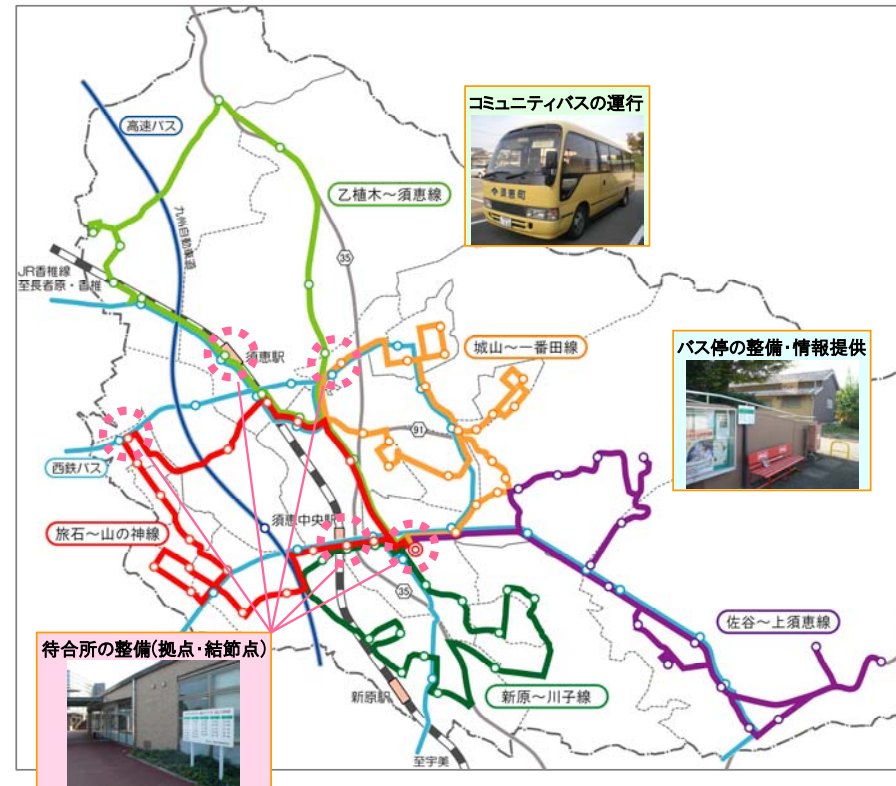 コミュニティバスの運行
須恵町
高速バス
九州自動車道
乙植木～須恵線
35
JR香椎線
至長者原・香椎
須恵駅
城山～一番田線
バス停の整備・情報提供
91
西鉄バス
須恵中央駅
旅石～山の神線
35
佐谷～上須恵線
待合所の整備(拠点・結節点)
新原駅
新原～川子線
至宇美